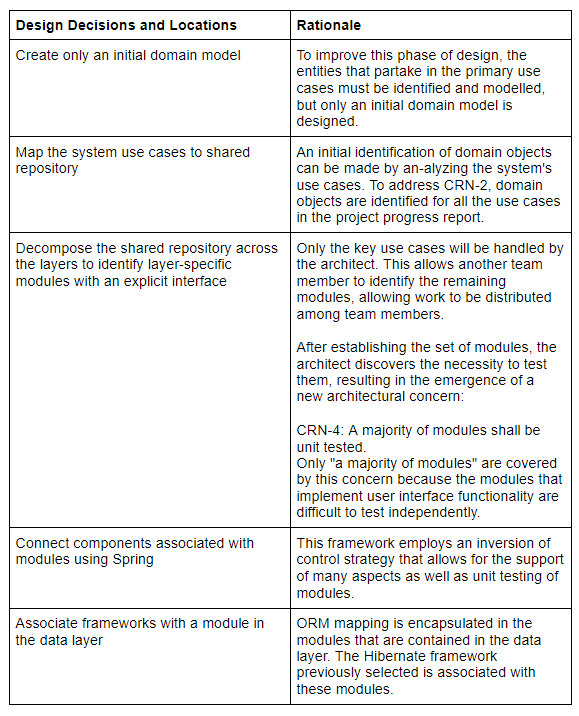 Design Decisions and Locations
Rationale
Create only an initial domain model
To improve this phase of design, the
entities that partake in the primary use
cases must be identified and modelled,
but only an initial domain model is
designed.
Map the system use cases to shared
repository
An initial identification of domain objects
can be made by an-alyzing the system's
use cases. To address CRN-2, domain
objects are identified for all the use cases
in the project progress report.
Decompose the shared repository across
the layers to identify layer-specific
modules with an explicit interface
Only the key use cases will be handled by
the architect. This allows another team
member to identify the remaining
modules, allowing work to be distributed
among team members.
After establishing the set of modules, the
architect discovers the necessity to test
them, resulting in the emergence of a
new architectural concern:
CRN-4: A majority of modules shall be
unit tested.
Only "a majority of modules" are covered
by this concern because the modules that
implement user interface functionality are
difficult to test independently.
Connect components associated with
modules using Spring
This framework employs an inversion of
control strategy that allows for the support
of many aspects as well as unit testing of
modules.
Associate frameworks with a module in
the data layer
ORM mapping is encapsulated in the
modules that are contained in the data
layer. The Hibernate framework
previously selected is associated with
these modules.